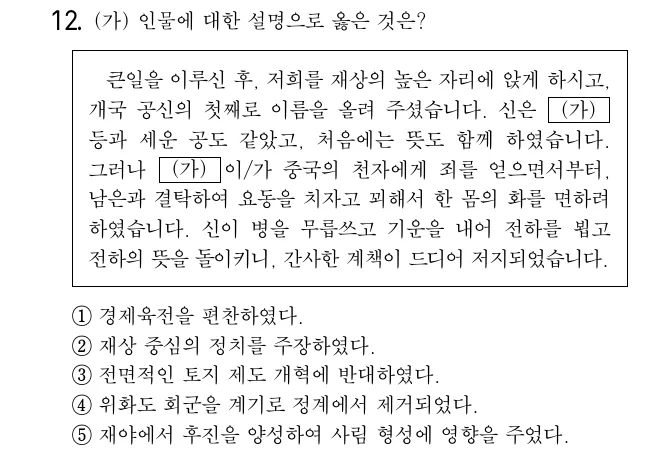 12. (가) 인물에 대한 설명으로 옳은 것은?
큰일을 이루신 후, 저희를 재상의 높은 자리에 앉게 하시고,
개국 공신의 첫째로 이름을 올려 주셨습니다. 신은 (가)
등과 세운 공도 같았고, 처음에는 뜻도 함께 하였습니다.
그러나 (가) 이/가 중국의 천자에게 죄를 얻으면서부터,
남은과 결탁하여 요동을 치자고 꾀해서 한 몸의 화를 면하려
하였습니다. 신이 병을 무릅쓰고 기운을 내어 전하를 뵙고
전하의 뜻을 돌이키니, 간사한 계책이 드디어 저지되었습니다.
① 경제육전을 편찬하였다.
② 재상 중심의 정치를 주장하였다.
③ 전면적인 토지 제도 개혁에 반대하였다.
④ 위화도 회군을 계기로 정계에서 제거되었다.
⑤ 재야에서 후진을 양성하여 사림 형성에 영향을 주었다.